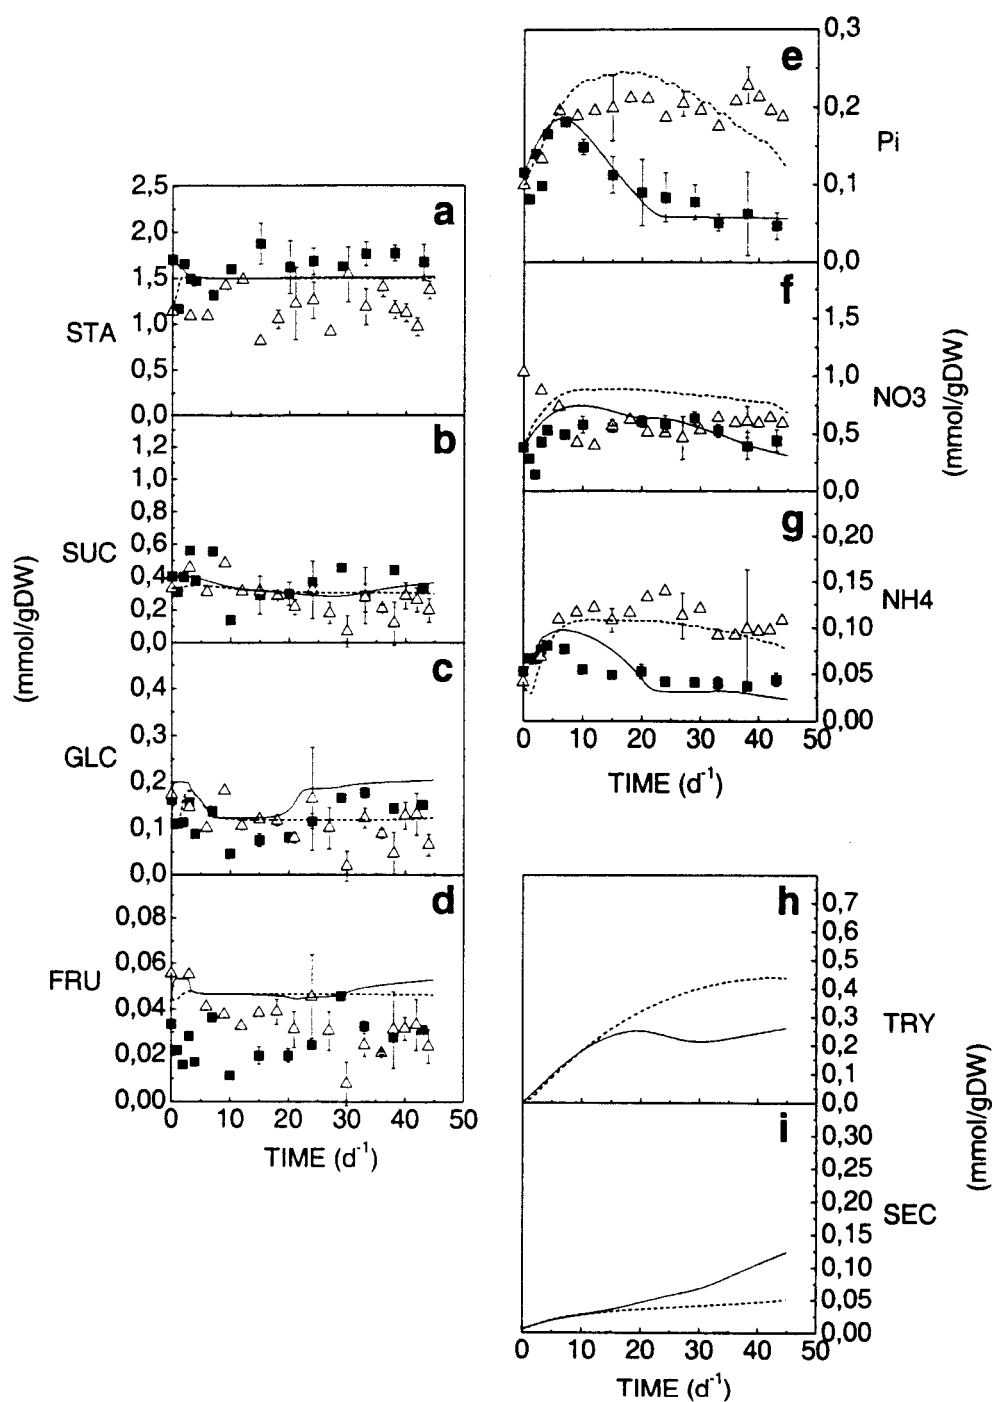 a
2,5
2,0
1,5
1,0
0,5
0,0
STA
b
1,2
1,0
0,8
0,6
0,4
0,2
0,0
SUC
(mmol/gDW)
c
0,4
0,3
0,2
0,1
0,0
GLC
d
0,08
0,06
0,04
0,02
0,00
FRU
0 10 20 30 40 50
TIME (d-1)
e
0,3
0,2
0,1
0,0
Pi
f
1,5
1,0
0,5
0,0
NO3
(mmol/gDW)
g
0,20
0,15
0,10
0,05
0,00
NH4
0 10 20 30 40 50
TIME (d-1)
h
0,7
0,6
0,5
0,4
0,3
0,2
0,1
0,0
TRY
(mmol/gDW)
i
0,30
0,25
0,20
0,15
0,10
0,05
0,00
SEC
0 10 20 30 40 50
TIME (d-1)